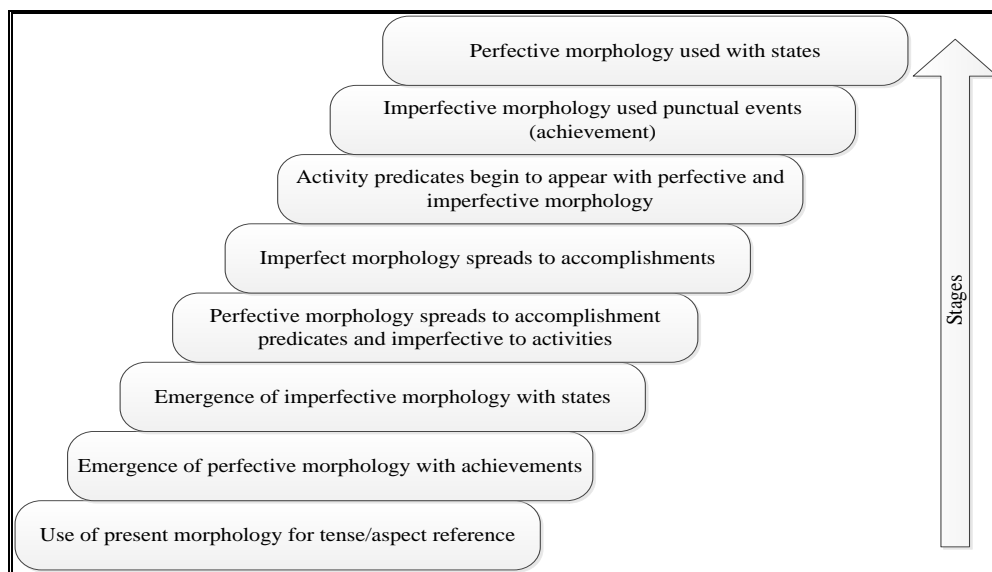 Perfective morphology used with states
Imperfective morphology used punctual events
(achievement)
Activity predicates begin to appear with perfective and
imperfective morphology
Imperfect morphology spreads to accomplishments
Perfective morphology spreads to accomplishment
predicates and imperfective to activities
Emergence of imperfective morphology with states
Emergence of perfective morphology with achievements
Use of present morphology for tense/aspect reference
Stages